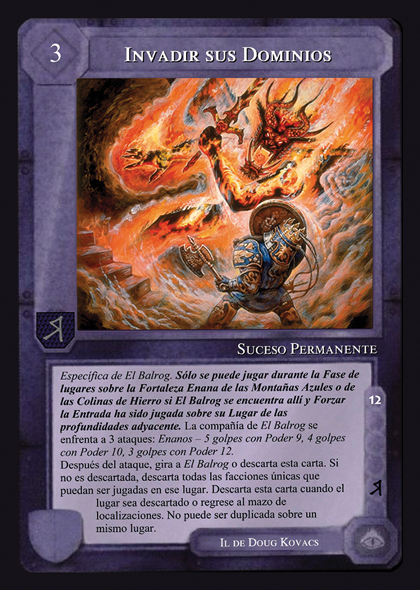 3
INVADIR SUS DOMINIOS
SUCESO PERMANENTE
Específica de El Balrog. Sólo se puede jugar durante la Fase de
lugares sobre la Fortaleza Enana de las Montañas Azules o de
las Colinas de Hierro si El Balrog se encuentra allí y Forzar
la Entrada ha sido jugada sobre su Lugar de las
profundidades adyacente. La compañía de El Balrog se
enfrenta a 3 ataques: Enanos – 5 golpes con Poder 9, 4 golpes
con Poder 10, 3 golpes con Poder 12.
Después del ataque, gira a El Balrog o descarta esta carta. Si
no es descartada, descarta todas las facciones únicas que
puedan ser jugadas en ese lugar. Descarta esta carta cuando el
lugar sea descartado o regrese al mazo de
localizaciones. No puede ser duplicada sobre un
mismo lugar.
12
IL DE DOUG KOVACS